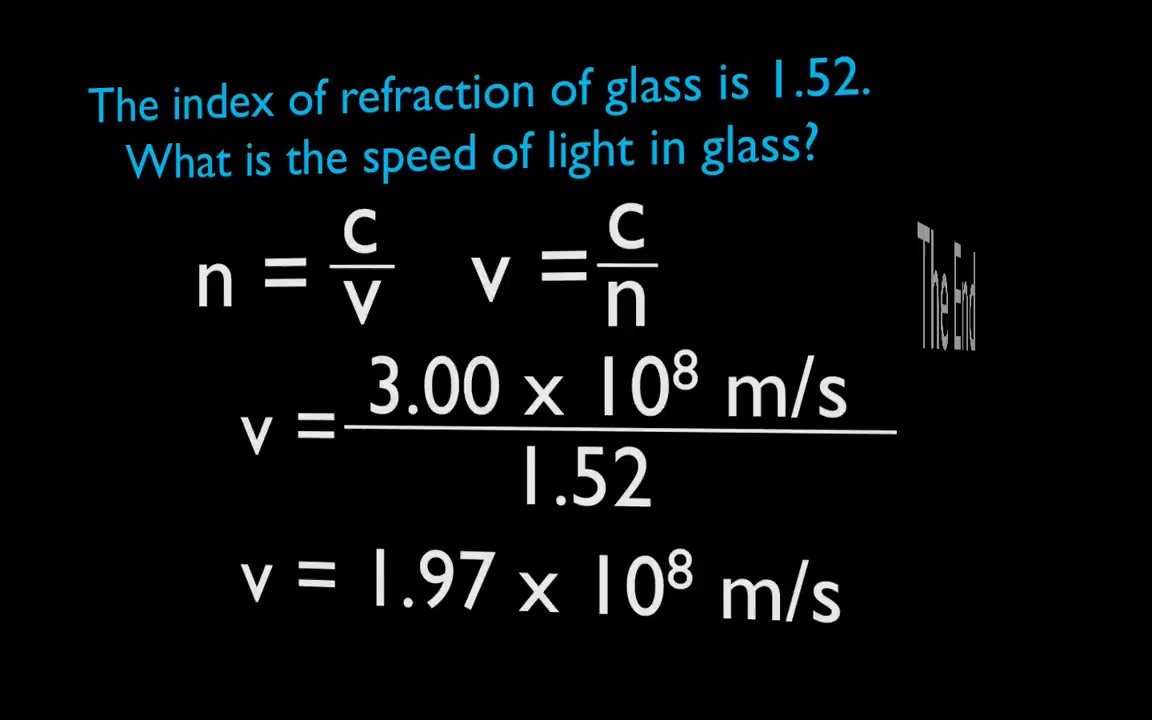 The index of refraction of glass is 1.52.
What is the speed of light in glass?
n = c/v v = c/n
The End
v = 3.00 x 10⁸ m/s / 1.52
v = 1.97 x 10⁸ m/s